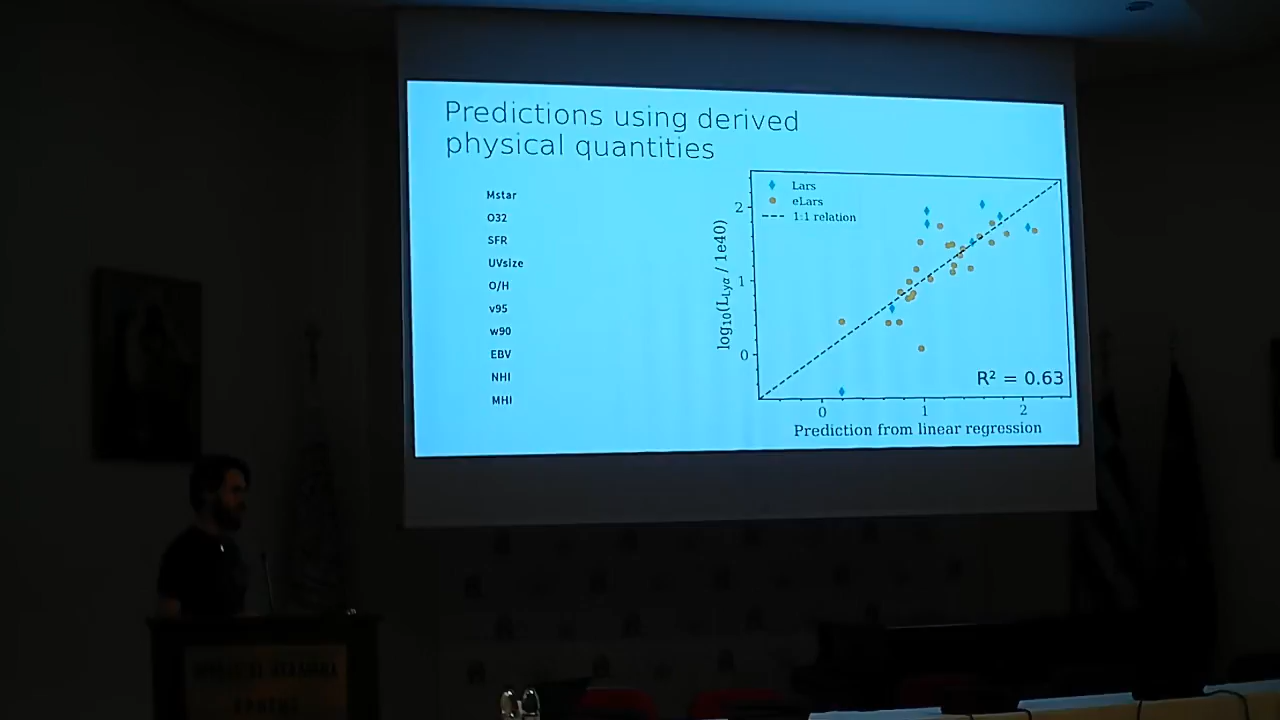 Predictions using derived
physical quantities
Mstar
O32
SFR
UVsize
O/H
v95
w90
EBV
NHI
MHI
Lars
eLars
1:1 relation
log₁₀(L_Lyα / 1e40)
2
1
0
R² = 0.63
0 1 2
Prediction from linear regression